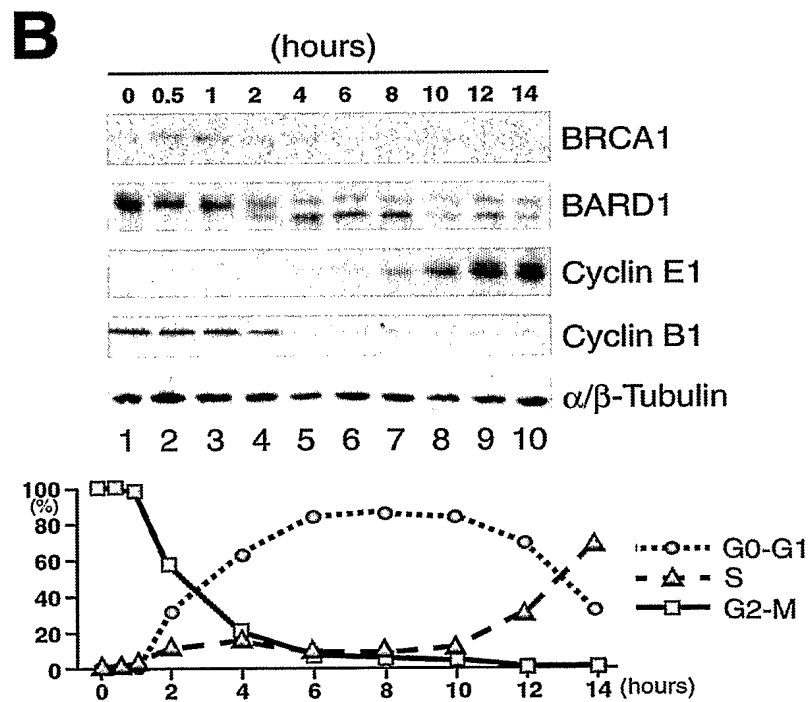 B
(hours)
0 0.5 1 2 4 6 8 10 12 14
BRCA1
BARD1
Cyclin E1
Cyclin B1
α/β-Tubulin
1 2 3 4 5 6 7 8 9 10
100
(%)
80
60
40
20
0
G0-G1
S
G2-M
0 2 4 6 8 10 12 14 (hours)